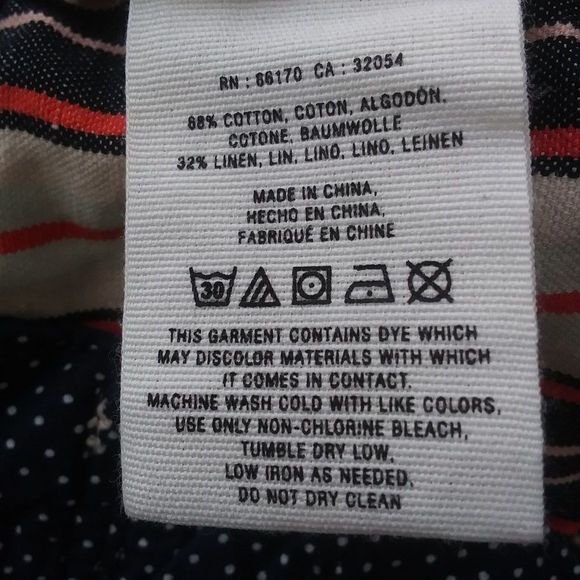 RN : 66170 CA : 32054
68% COTTON, COTON, ALGODÓN,
COTONE, BAUMWOLLE
32% LINEN, LIN, LINO, LINO, LEINEN
MADE IN CHINA,
HECHO EN CHINA,
FABRIQUÉ EN CHINE
30
THIS GARMENT CONTAINS DYE WHICH
MAY DISCOLOR MATERIALS WITH WHICH
IT COMES IN CONTACT.
MACHINE WASH COLD WITH LIKE COLORS,
USE ONLY NON-CHLORINE BLEACH,
TUMBLE DRY LOW,
LOW IRON AS NEEDED,
DO NOT DRY CLEAN